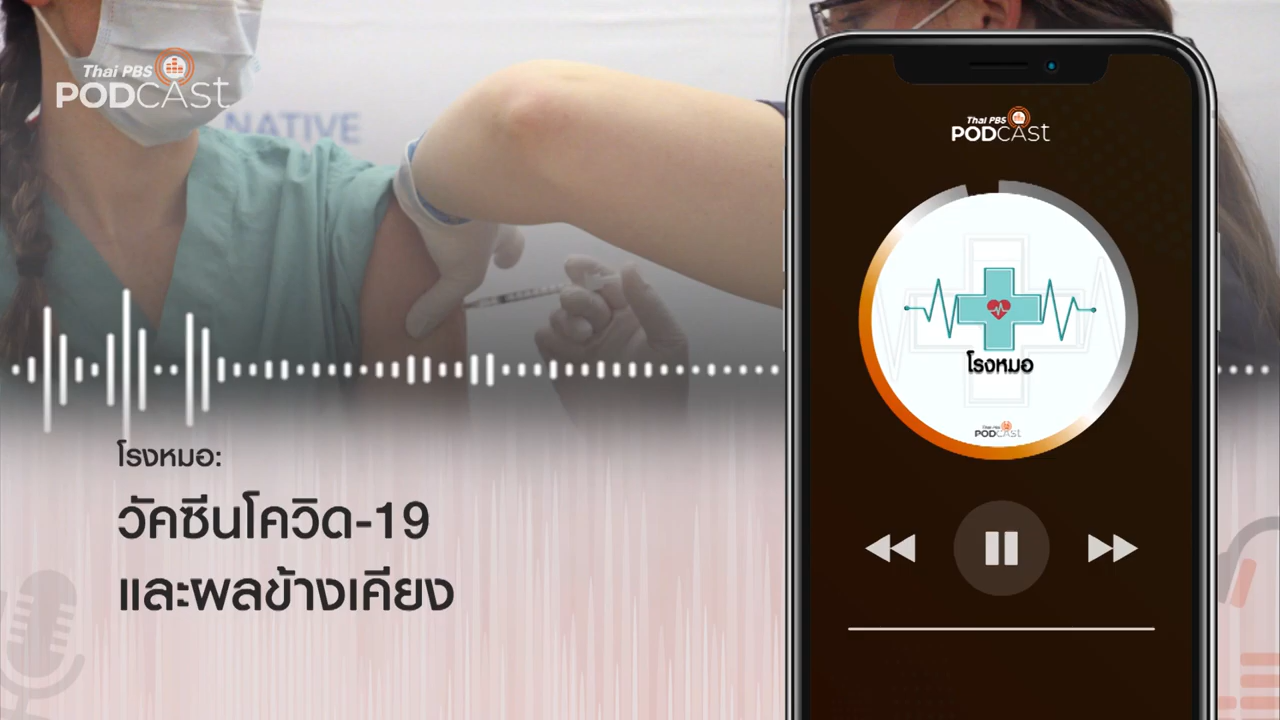 Thai PBS
PODCAST
NATIVE
Thai PBS
PODCAST
โรงหมอ
Thai PBS
PODCAST
โรงหมอ:
วัคซีนโควิด-19
และผลข้างเคียง